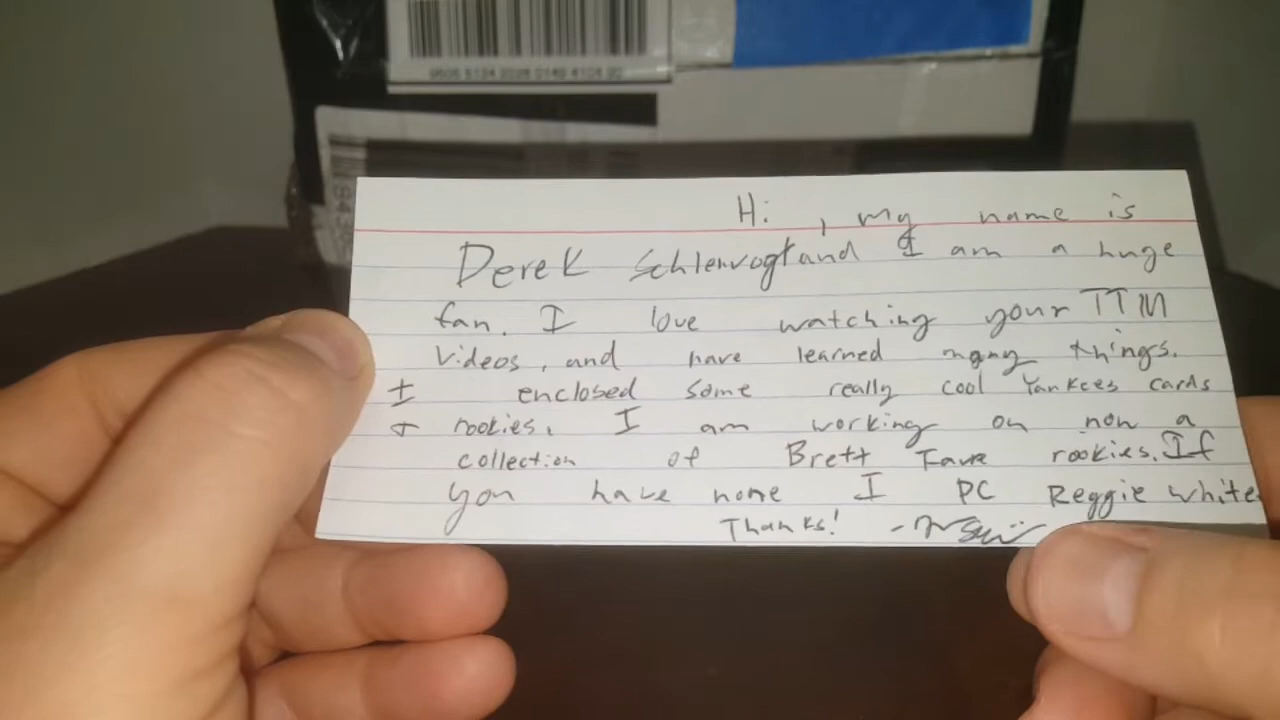 Hi, my name is
Derek Schlenvogt and I am a huge
fan. I love watching your TTM
Videos, and have learned many things.
I enclosed some really cool Yankees cards
+ rookies. I am working on now a
collection of Brett Favre rookies. If
you have none I PC Reggie White
Thanks!